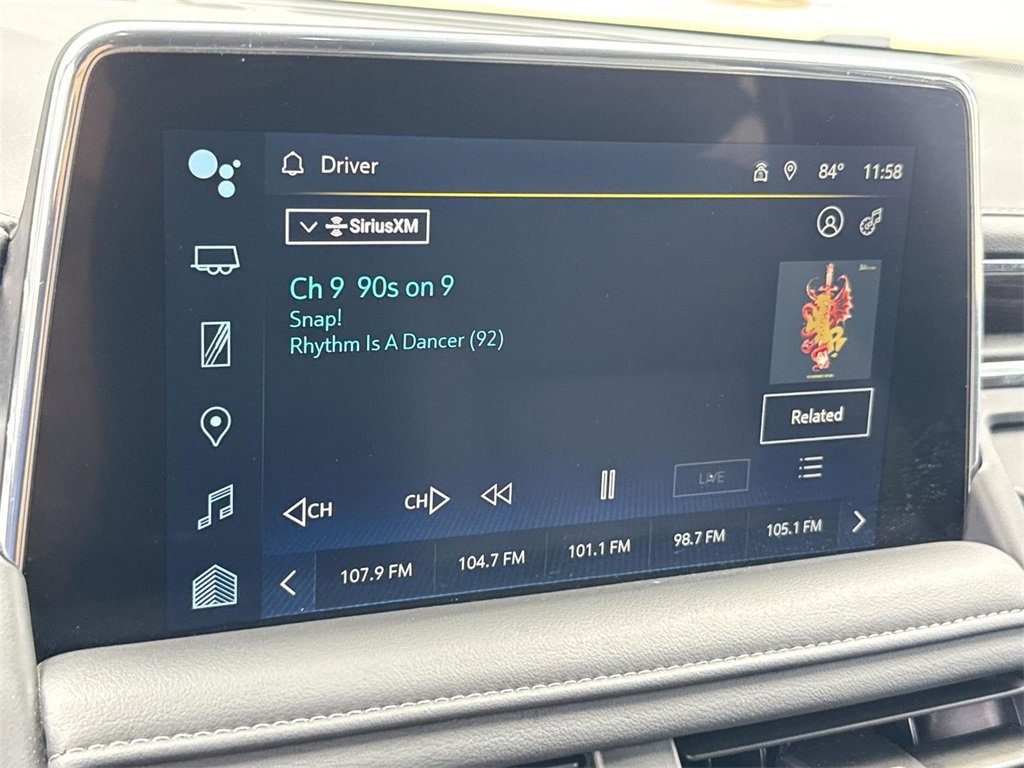 Driver
84° 11:58
SiriusXM
Ch 9 90s on 9
Snap!
Rhythm Is A Dancer (92)
Related
CH
CH
LIVE
107.9 FM
104.7 FM
101.1 FM
98.7 FM
105.1 FM